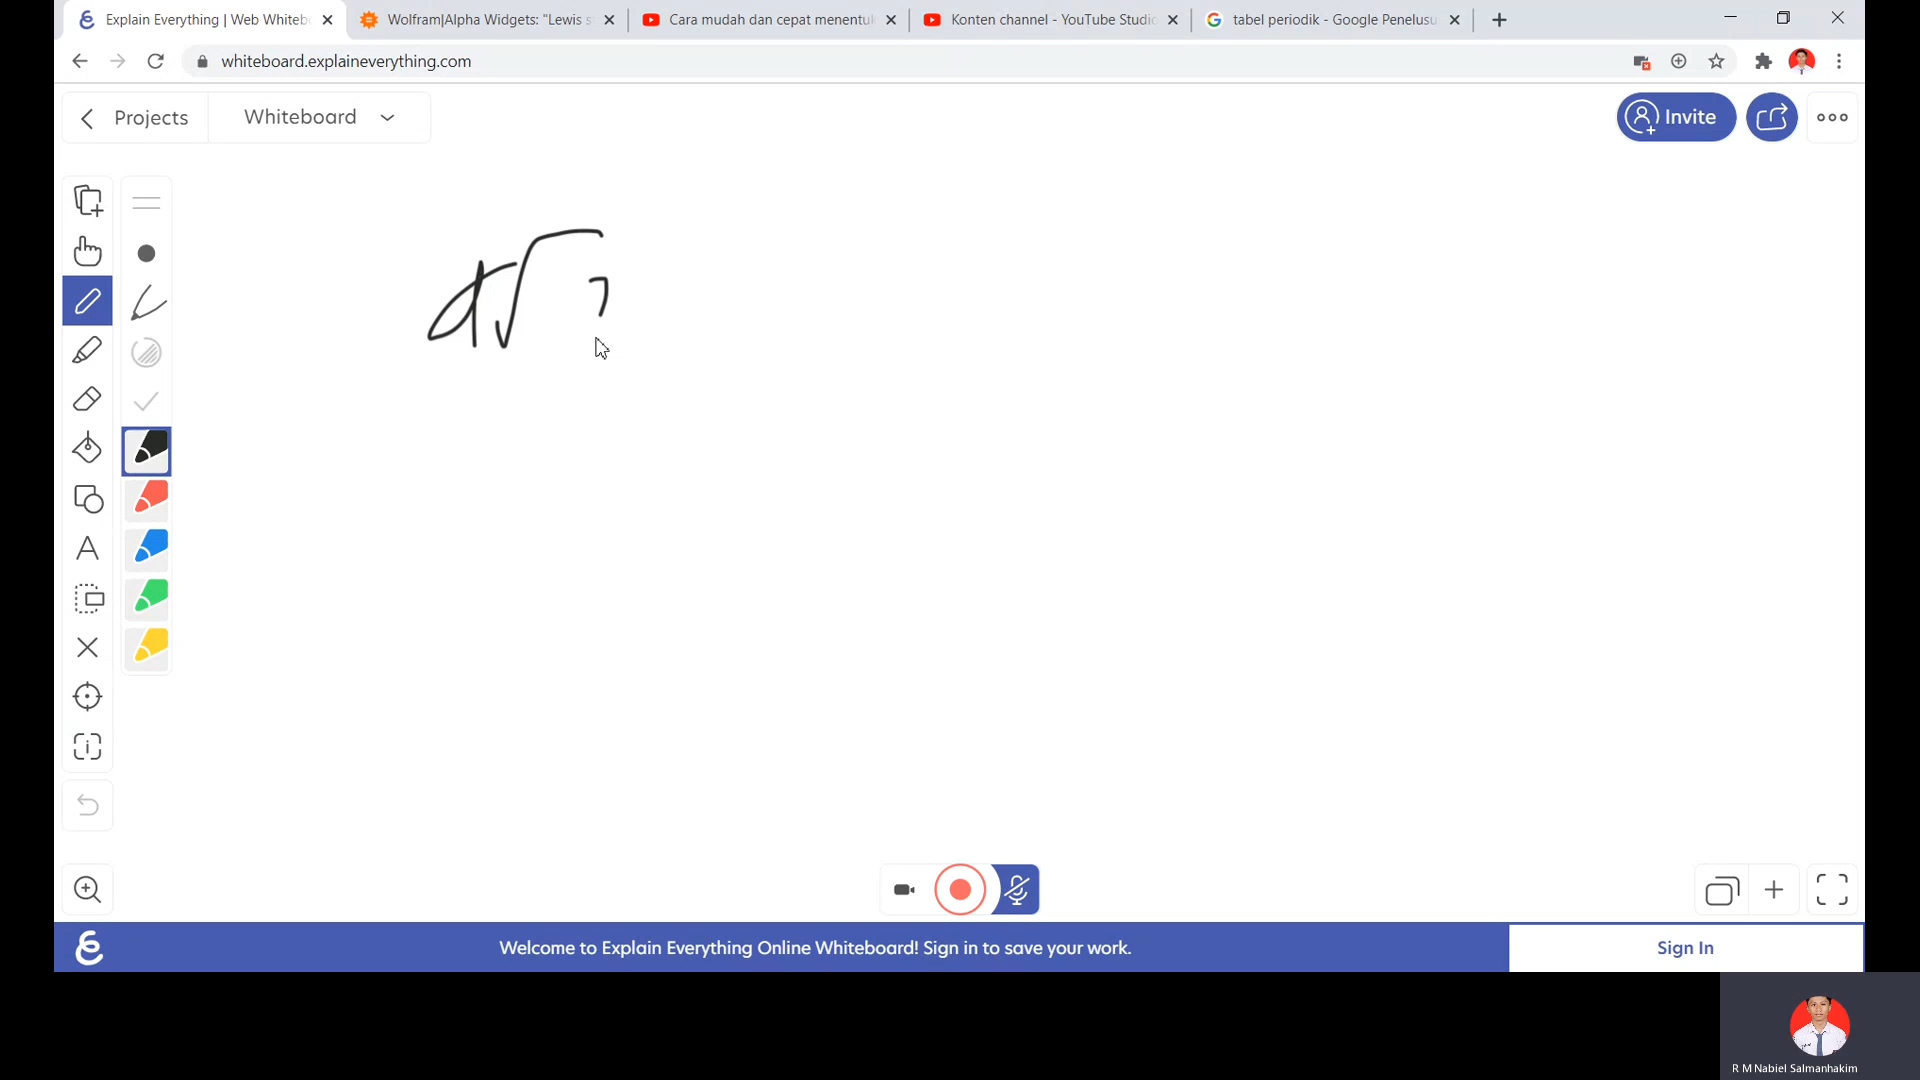 Explain Everything | Web Whitebo
Wolfram|Alpha Widgets: "Lewis s
Cara mudah dan cepat menentu
Konten channel - YouTube Studio
tabel periodik - Google Penelusu
whiteboard.explaineverything.com
Projects
Whiteboard
Invite
d√
Welcome to Explain Everything Online Whiteboard! Sign in to save your work.
Sign In
R M Nabiel Salmanhakim